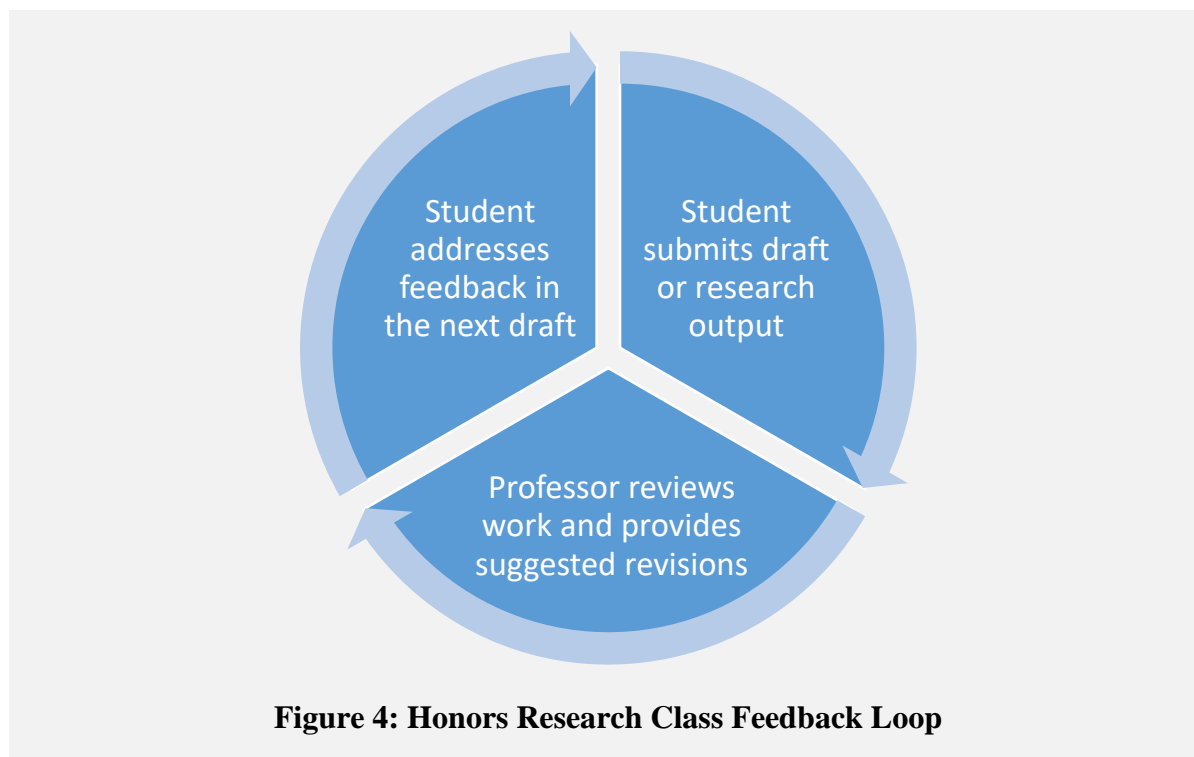 Student
addresses
feedback in
the next draft
Student
submits draft
or research
output
Professor reviews
work and provides
suggested revisions
Figure 4: Honors Research Class Feedback Loop